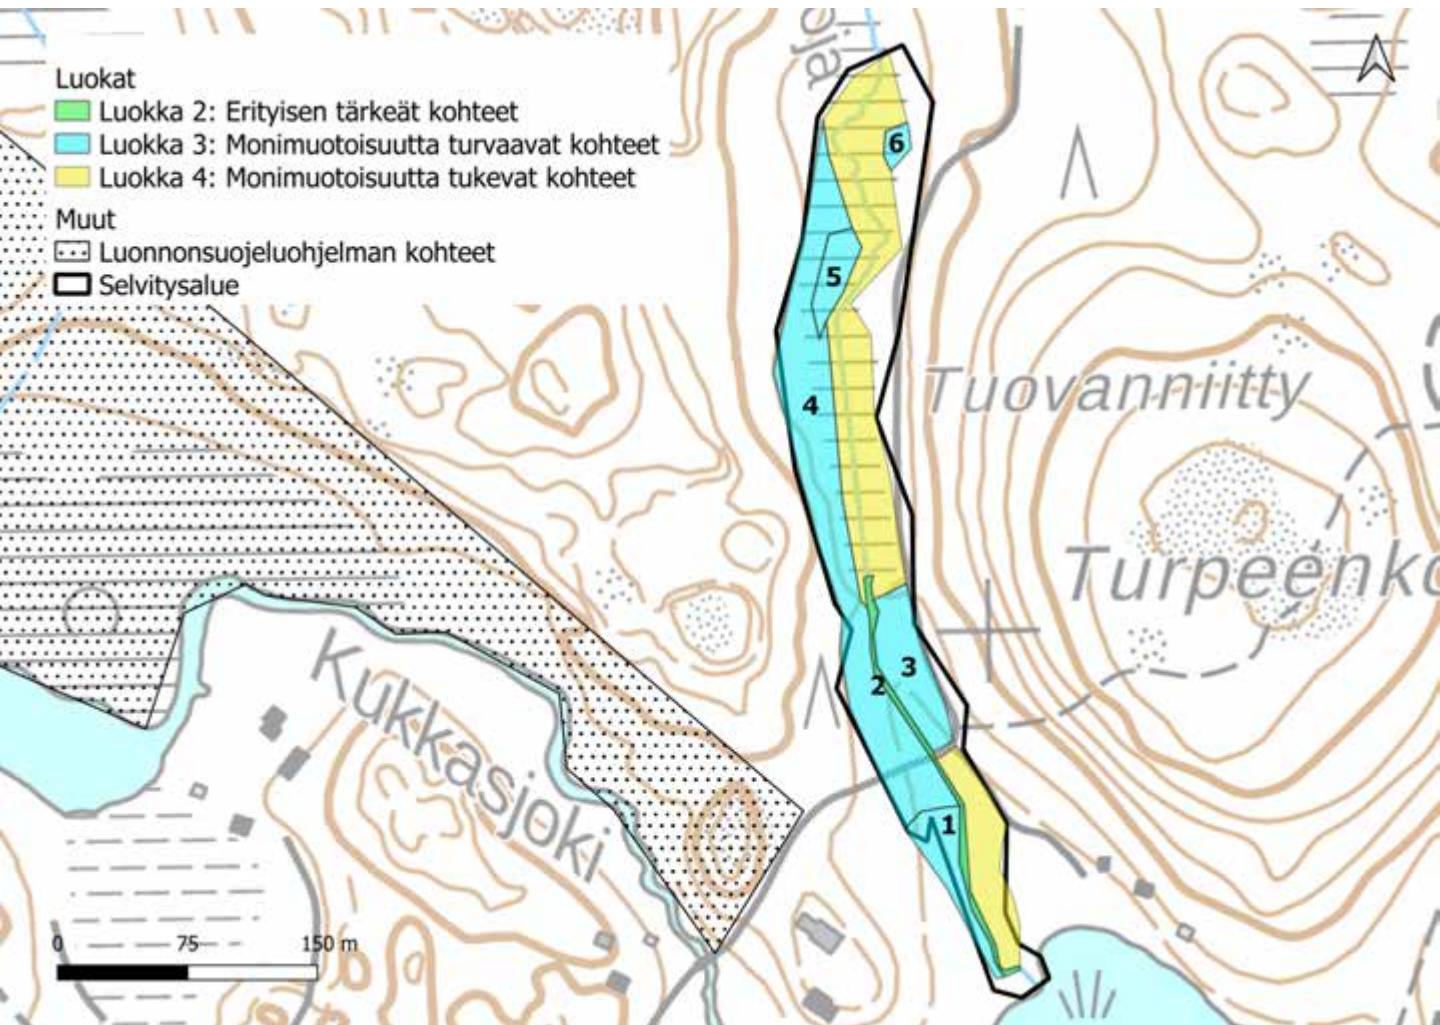 Luokat
Luokka 2: Erityisen tärkeät kohteet
Luokka 3: Monimuotoisuutta turvaavat kohteet
Luokka 4: Monimuotoisuutta tukevat kohteet
Muut
Luonnonsuojeluohjelman kohteet
Selvitysalue
oja
6
5
4
Tuovanniitty
Turpeenko
3
2
1
Kukkasjoki
0 75 150 m